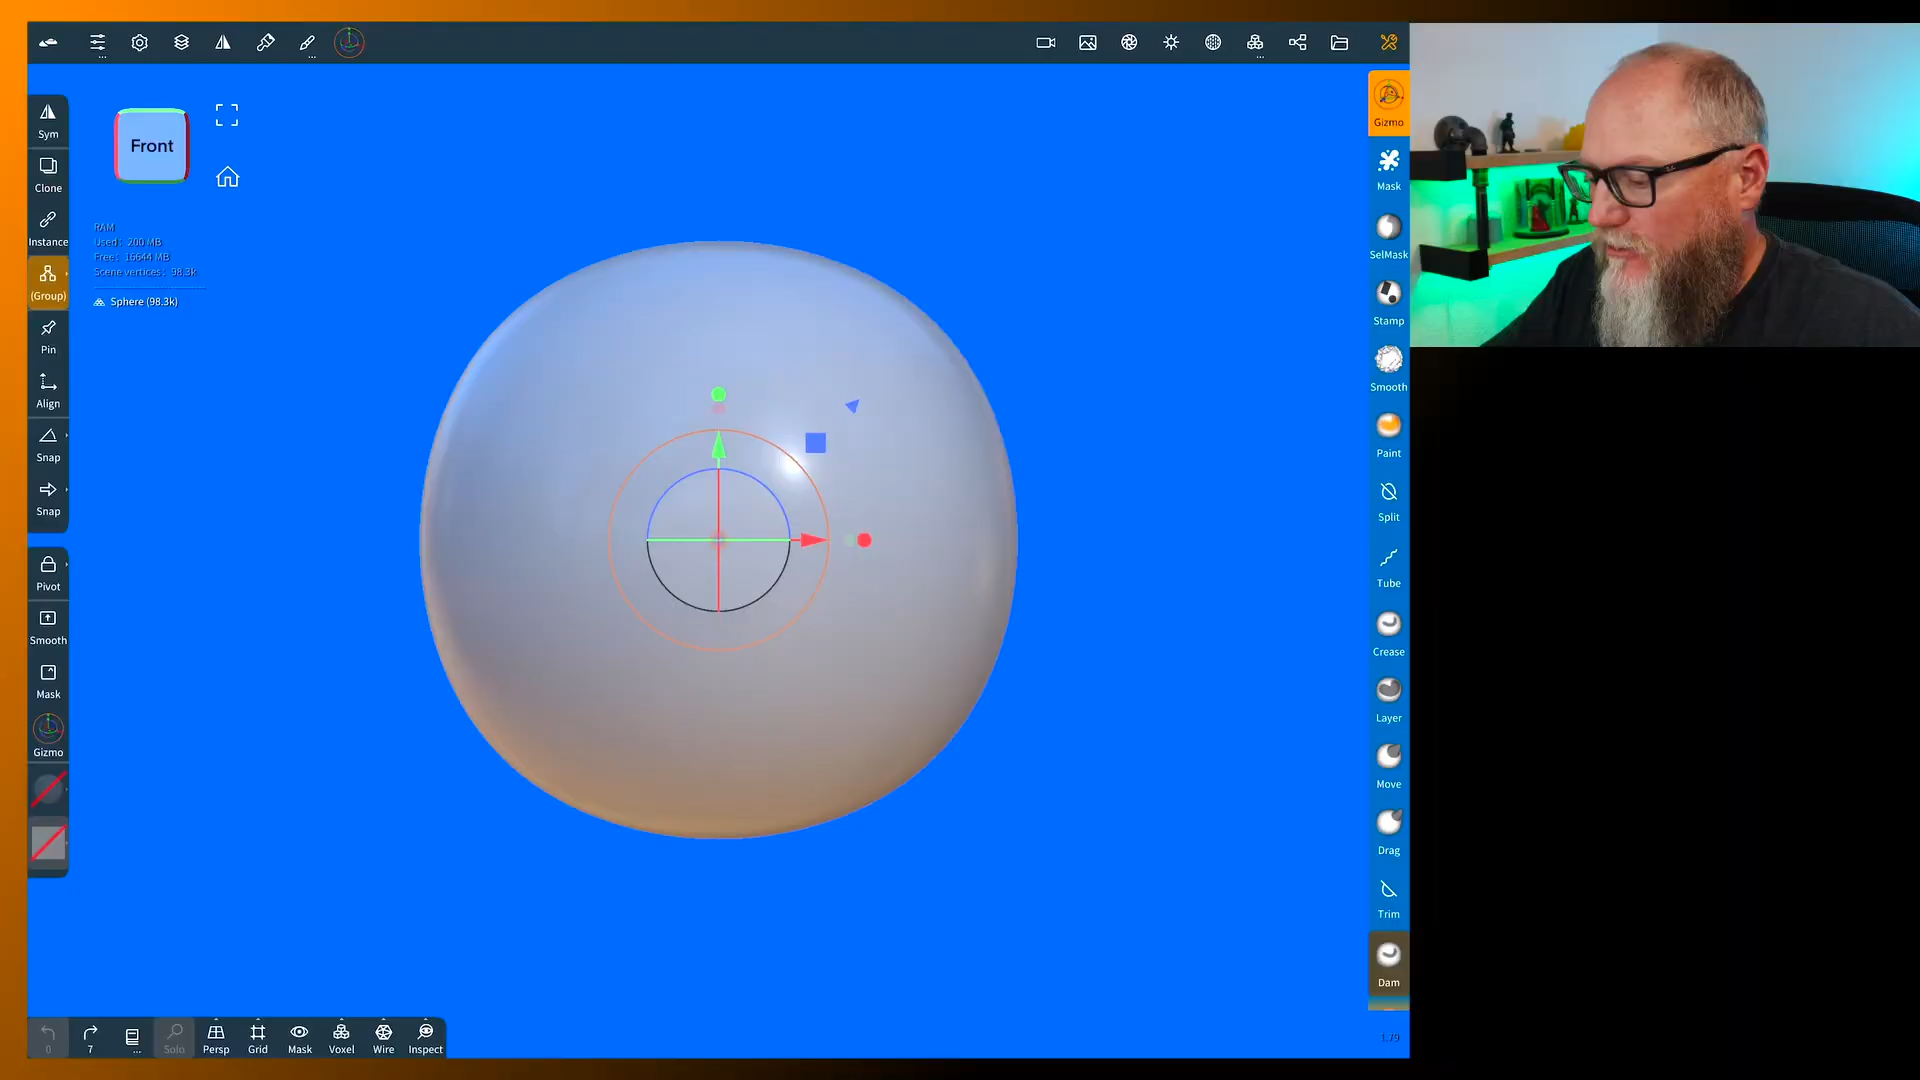 Sym
Clone
Instance
(Group)
Pin
Align
Snap
Snap
Pivot
Smooth
Mask
Gizmo
Front
RAM
Used: 200 MB
Free: 16644 MB
Scene vertices: 98.3k
Sphere (98.3k)
Gizmo
Mask
SelMask
Stamp
Smooth
Paint
Split
Tube
Crease
Layer
Move
Drag
Trim
Dam
0
7
...
Solo
Persp
Grid
Mask
Voxel
Wire
Inspect
1.79